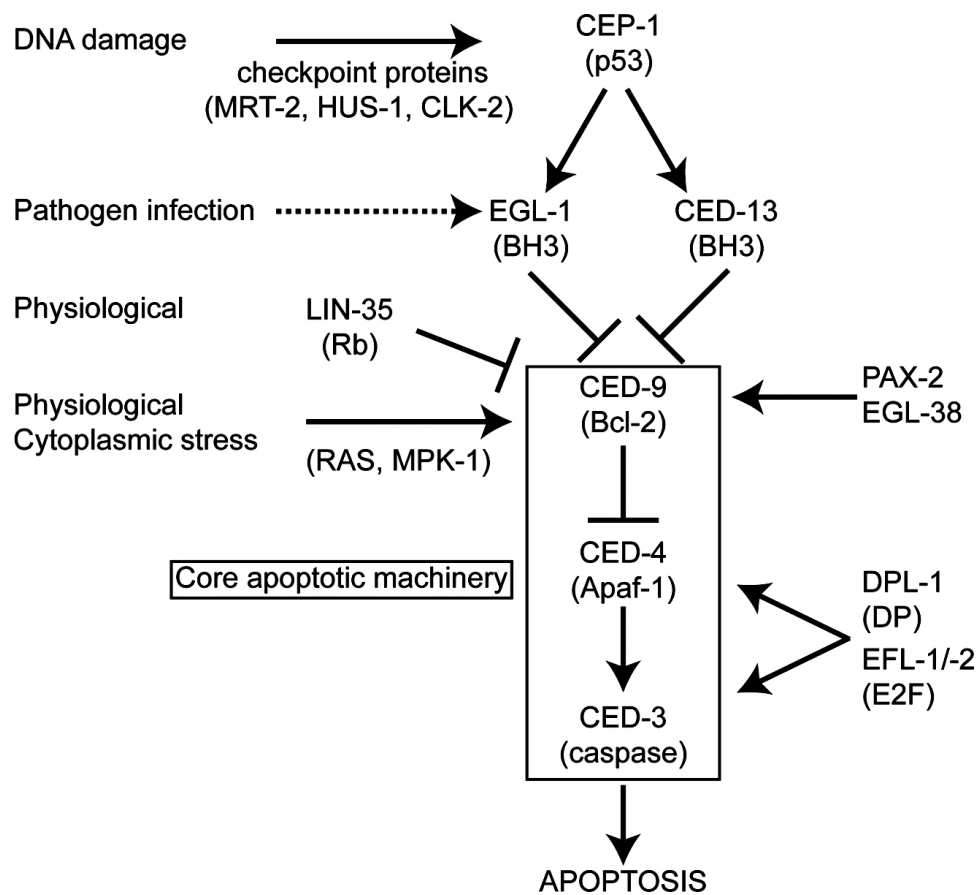 DNA damage
checkpoint proteins
(MRT-2, HUS-1, CLK-2)
CEP-1
(p53)
Pathogen infection
EGL-1
(BH3)
CED-13
(BH3)
Physiological
LIN-35
(Rb)
Physiological
Cytoplasmic stress
(RAS, MPK-1)
CED-9
(Bcl-2)
PAX-2
EGL-38
Core apoptotic machinery
CED-4
(Apaf-1)
DPL-1
(DP)
EFL-1/-2
(E2F)
CED-3
(caspase)
APOPTOSIS